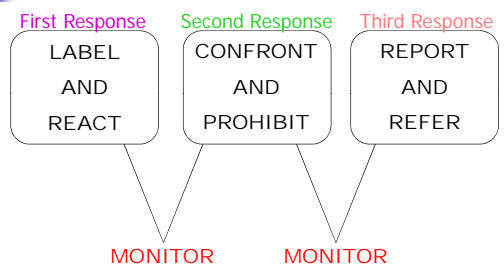 First Response Second Response Third Response
LABEL CONFRONT REPORT
AND AND AND
REACT PROHIBIT REFER
MONITOR MONITOR